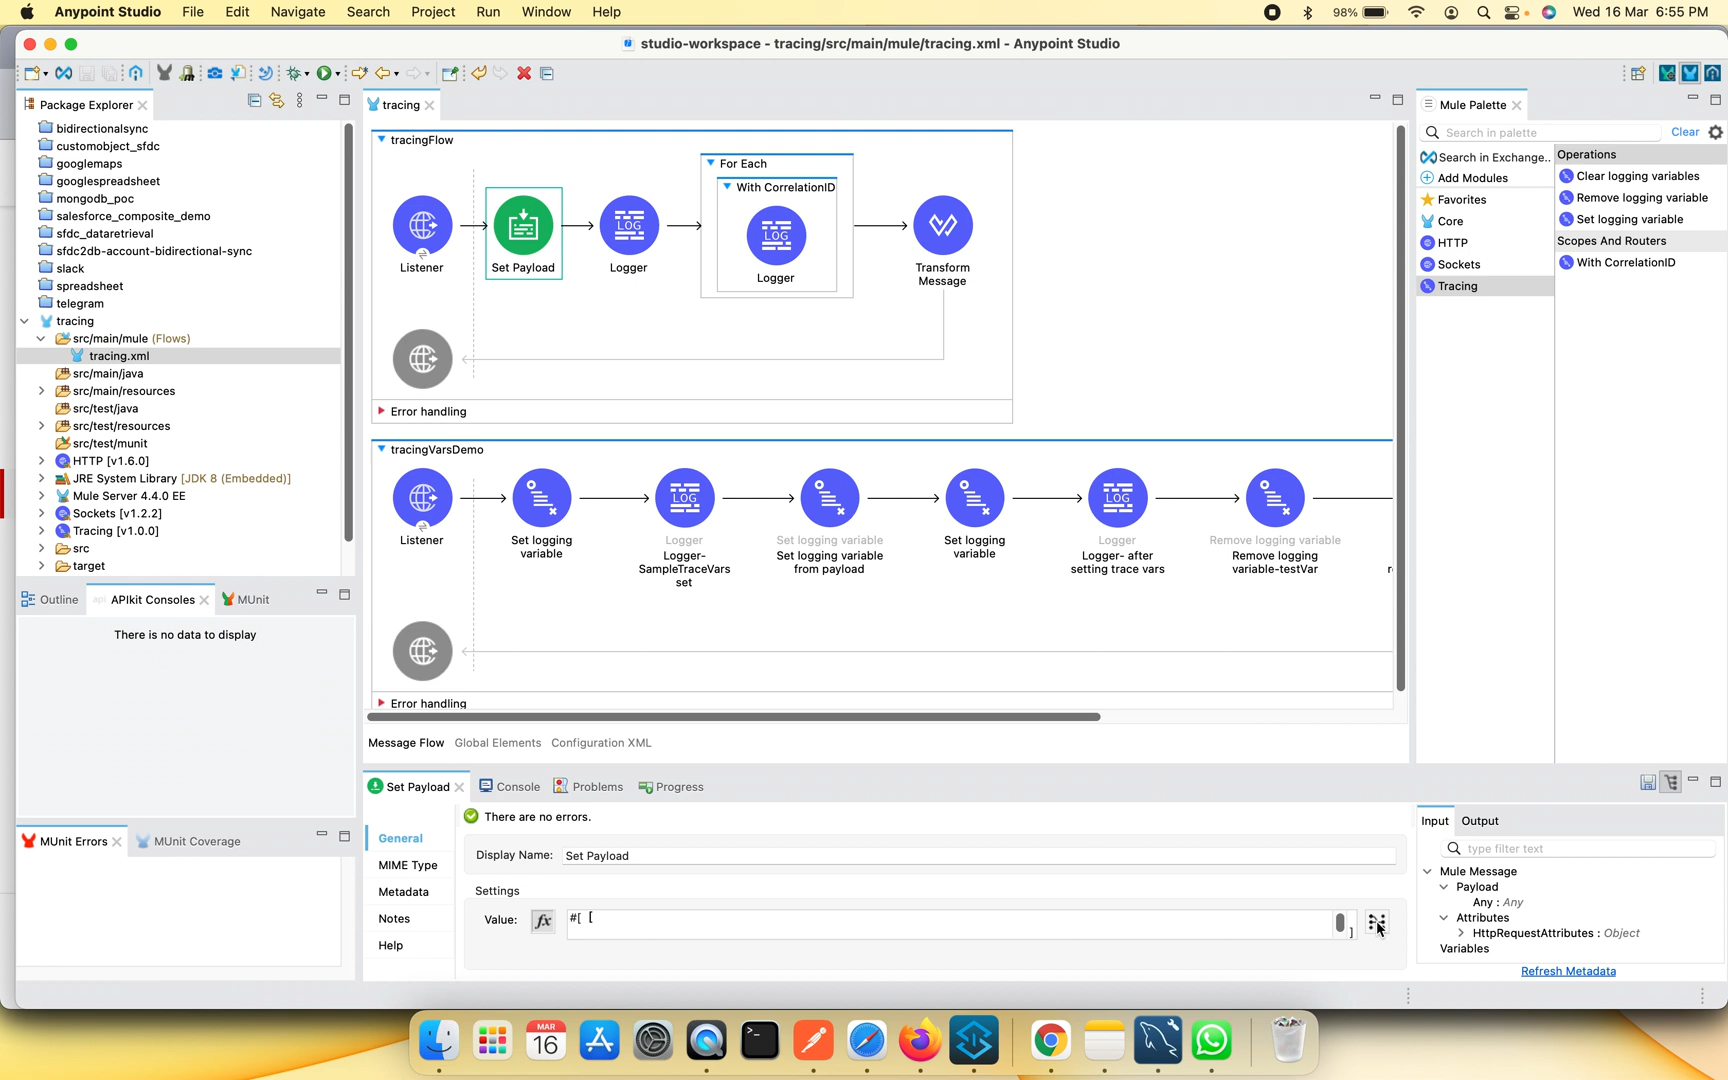 Anypoint Studio File Edit Navigate Search Project Run Window Help 98% Wed 16 Mar 6:55 PM
studio-workspace - tracing/src/main/mule/tracing.xml - Anypoint Studio
Package Explorer
bidirectionalsync
customobject_sfdc
googlemaps
googlespreadsheet
mongodb_poc
salesforce_composite_demo
sfdc_dataretrieval
sfdc2db-account-bidirectional-sync
slack
spreadsheet
telegram
tracing
src/main/mule (Flows)
tracing.xml
src/main/java
src/main/resources
src/test/java
src/test/resources
src/test/munit
HTTP [v1.6.0]
JRE System Library [JDK 8 (Embedded)]
Mule Server 4.4.0 EE
Sockets [v1.2.2]
Tracing [v1.0.0]
src
target
Outline api APIkit Consoles MUnit
There is no data to display
MUnit Errors MUnit Coverage
tracing
tracingFlow
For Each
With CorrelationID
LOG
LOG
Listener
Set Payload
Logger
Logger
Transform
Message
Error handling
tracingVarsDemo
LOG
LOG
Listener
Set logging
variable
Logger
Logger-
SampleTraceVars
set
Set logging variable
Set logging variable
from payload
Set logging
variable
Logger
Logger- after
setting trace vars
Remove logging variable
Remove logging
variable-testVar
Error handling
Message Flow Global Elements Configuration XML
Set Payload Console Problems Progress
There are no errors.
General
MIME Type
Metadata
Notes
Help
Display Name: Set Payload
Settings
Value: fx #[ [ ]
Input Output
type filter text
Mule Message
Payload
Any : Any
Attributes
HttpRequestAttributes : Object
Variables
Refresh Metadata
Mule Palette
Search in palette Clear
Search in Exchange..
Add Modules
Favorites
Core
HTTP
Sockets
Tracing
Operations
Clear logging variables
Remove logging variable
Set logging variable
Scopes And Routers
With CorrelationID
MAR
16